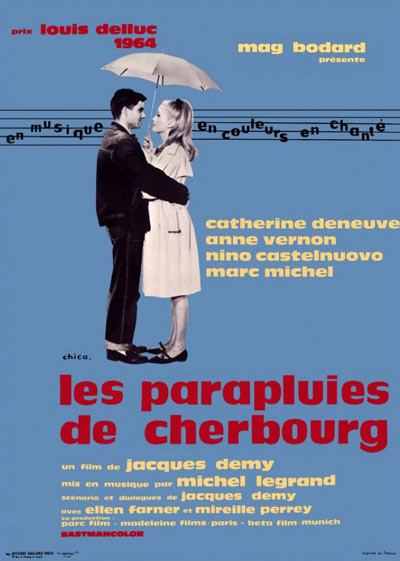 prix louis delluc
1964
mag bodard
présente
en musique en couleurs en chanté
catherine deneuve
anne vernon
nino castelnuovo
marc michel
chica.
les parapluies
de cherbourg
un film de jacques demy
mis en musique par michel legrand
scénario et dialogues de jacques demy
avec ellen farner et mireille perrey
co-production :
parc film - madeleine films - paris - beta film - munich
EASTMANCOLOR
Imprimé en France